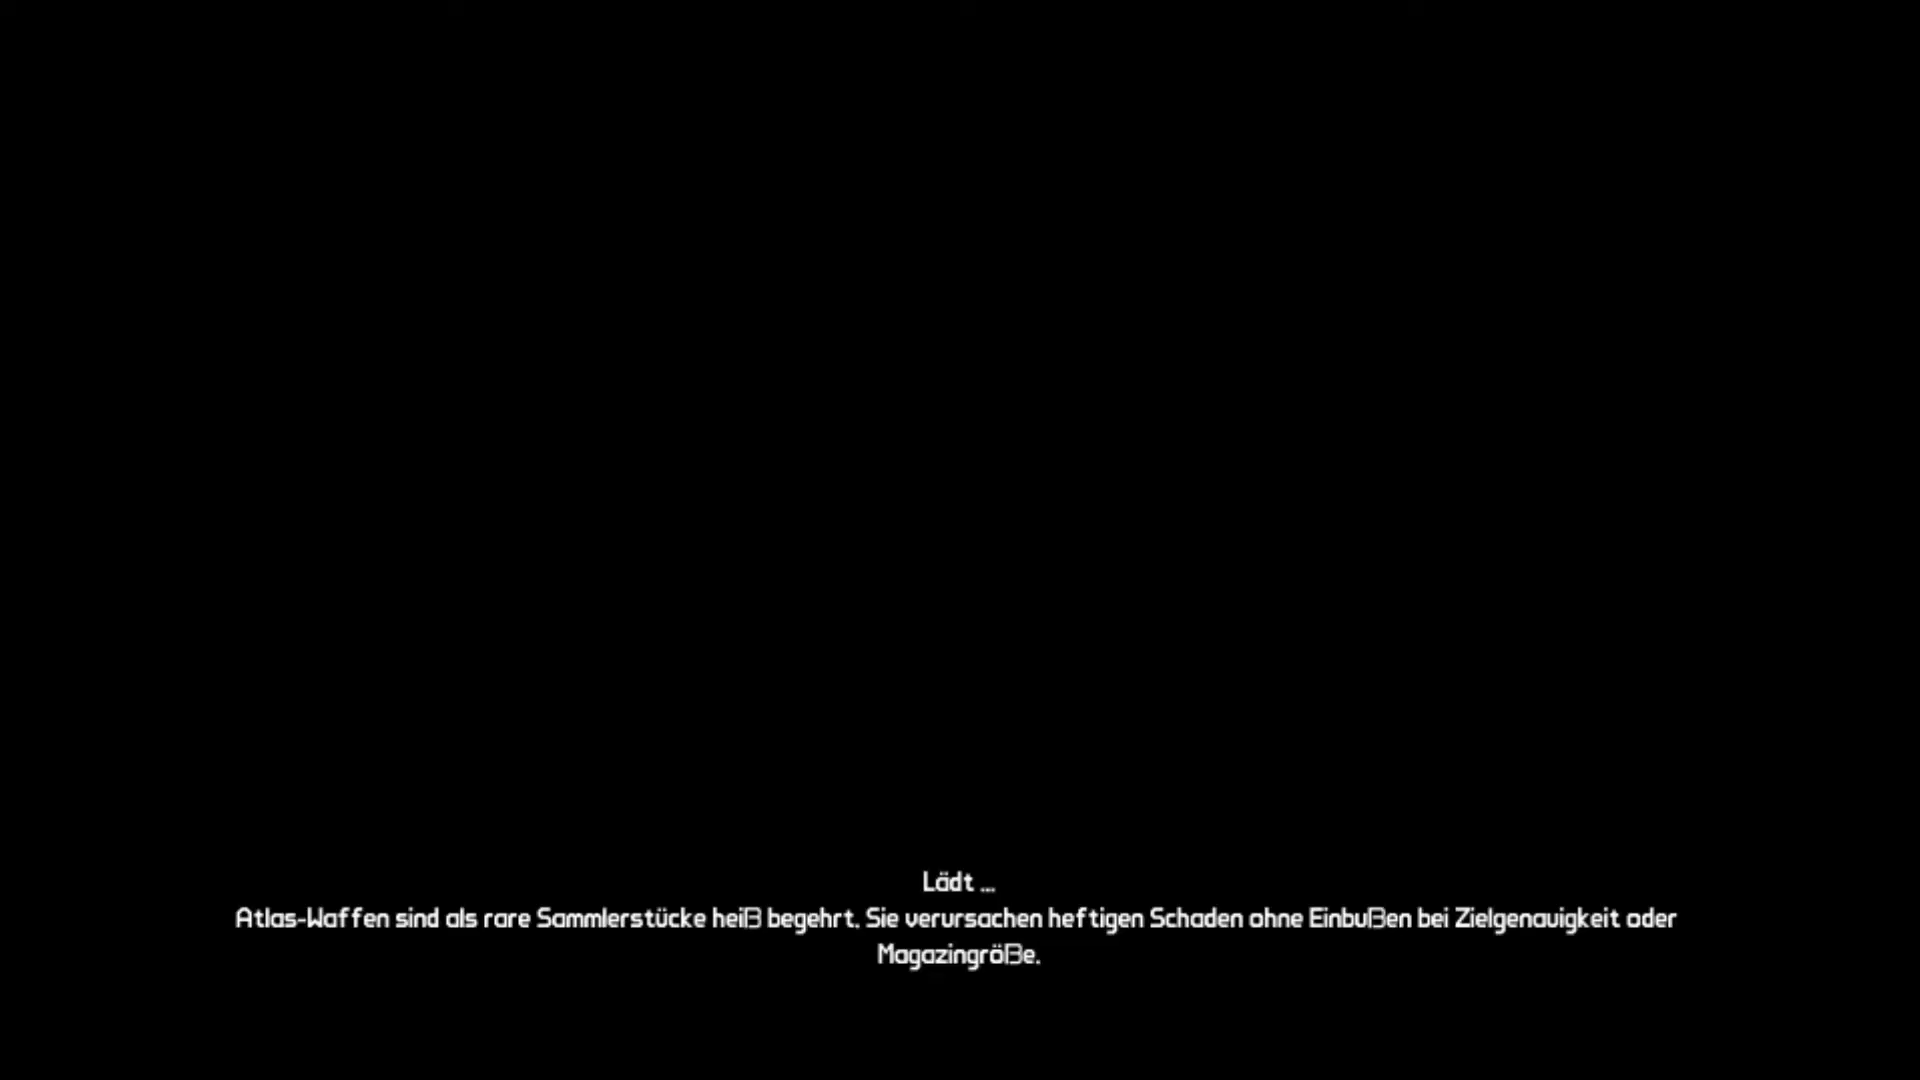 Lädt ...
Atlas-Waffen sind als rare Sammlerstücke heiß begehrt. Sie verursachen heftigen Schaden ohne Einbußen bei Zielgenauigkeit oder
Magazingröße.